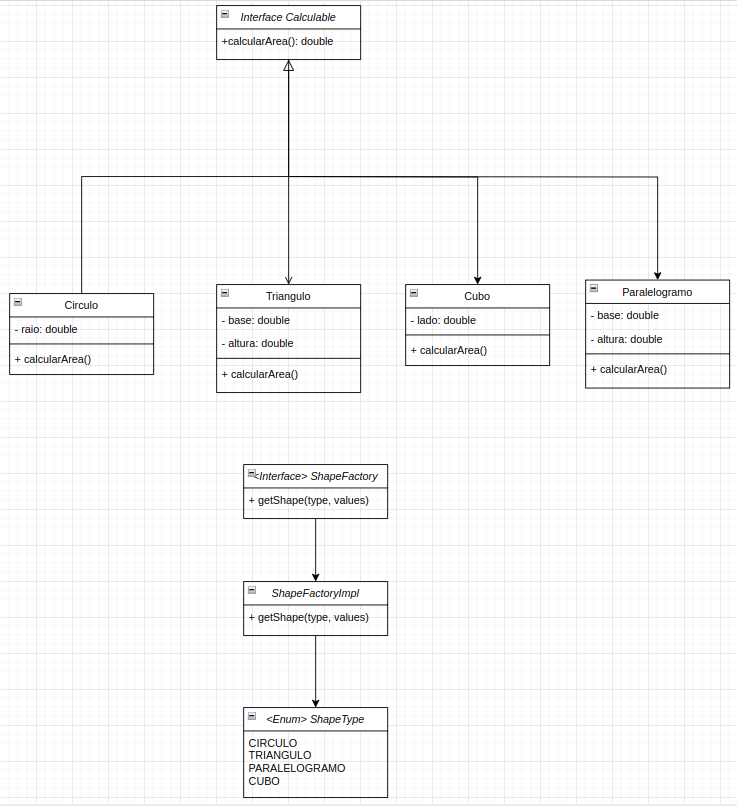 Interface Calculable
+calcularArea(): double
Circulo
- raio: double
+ calcularArea()
Triangulo
- base: double
- altura: double
+ calcularArea()
Cubo
- lado: double
+ calcularArea()
Paralelogramo
- base: double
- altura: double
+ calcularArea()
<Interface> ShapeFactory
+ getShape(type, values)
ShapeFactoryImpl
+ getShape(type, values)
<Enum> ShapeType
CIRCULO
TRIANGULO
PARALELOGRAMO
CUBO